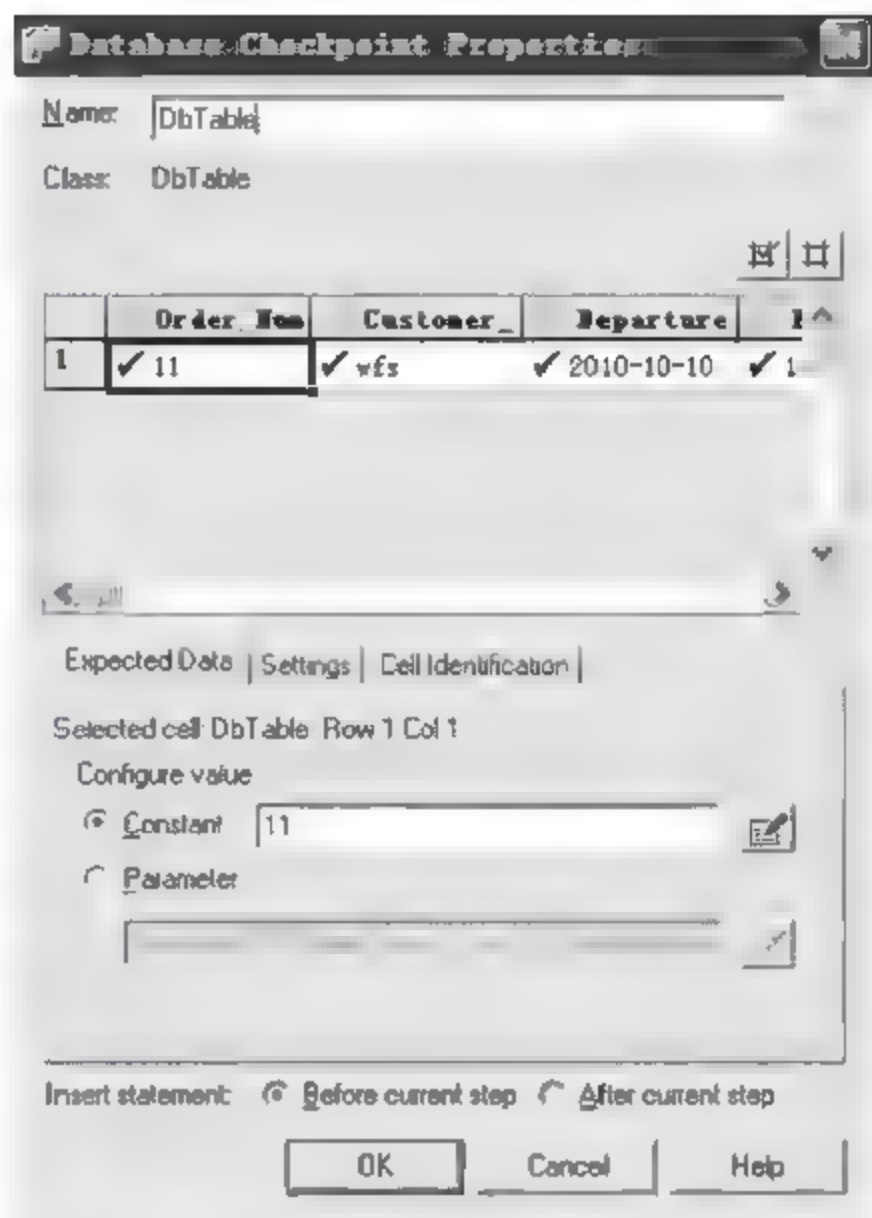 Database Checkpoint Properties
Name: DbTable
Class: DbTable
Order_Num Customer_ Departure
1 11 wfs 2010-10-10 1
Expected Data Settings Cell Identification
Selected cell: DbTable Row 1 Col 1
Configure value
Constant 11
Parameter
Insert statement: Before current step After current step
OK Cancel Help